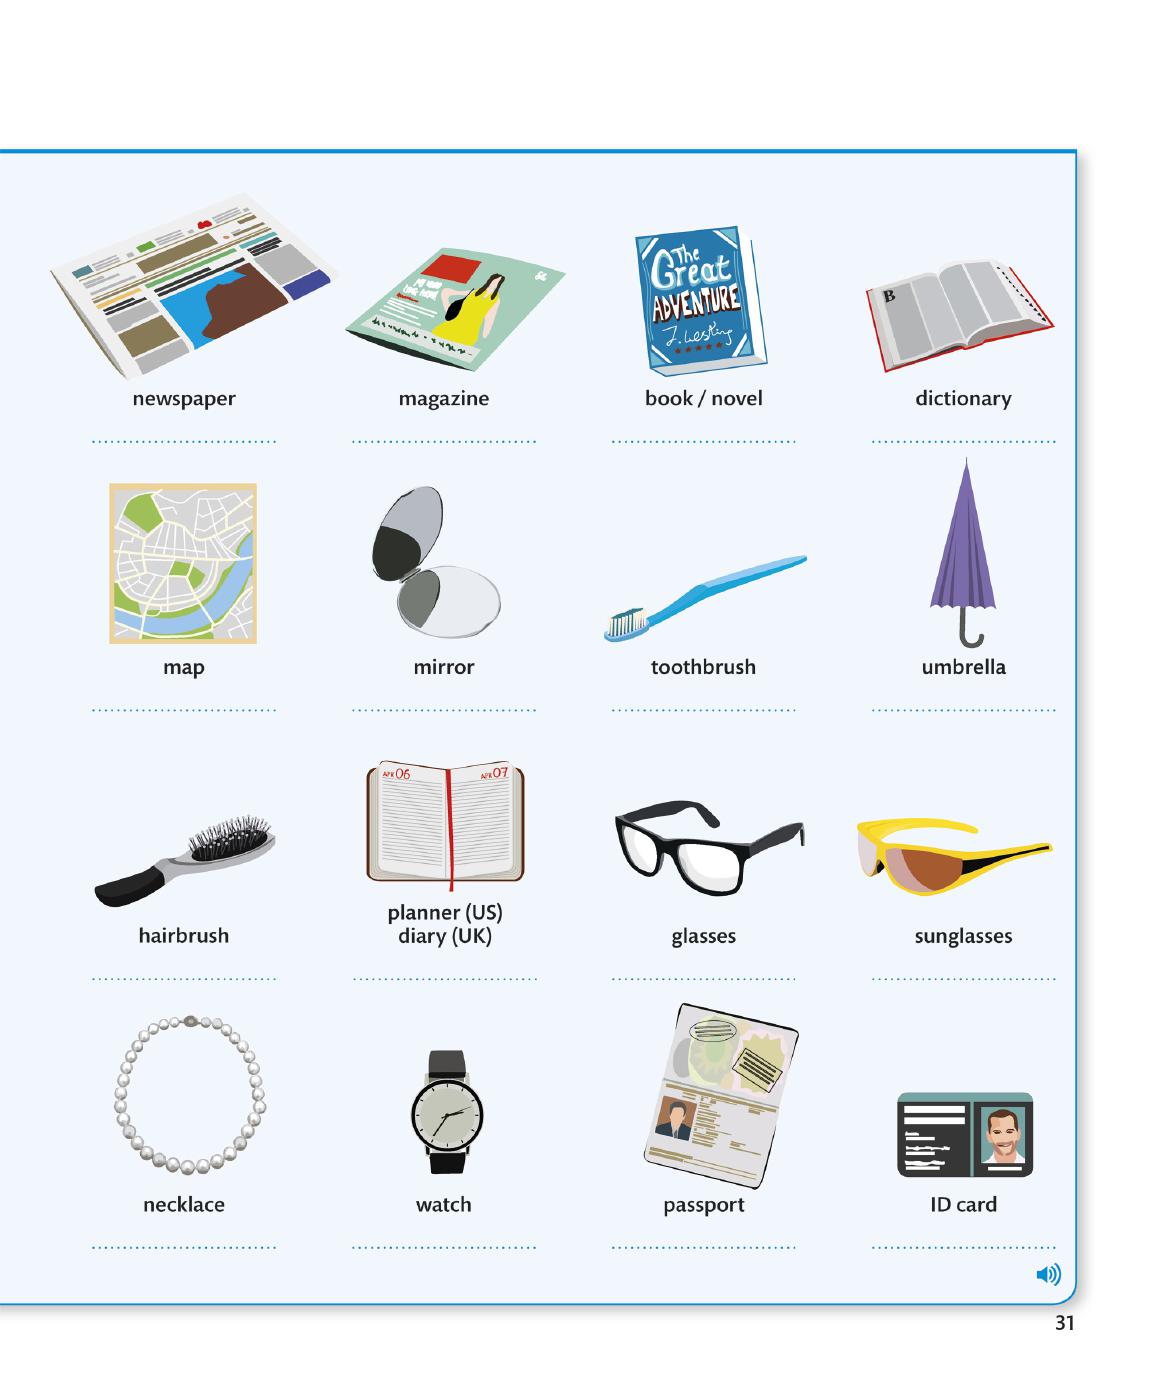 The
Great
ADVENTURE
B
newspaper
magazine
book / novel
dictionary
map
mirror
toothbrush
umbrella
APR 06
APR 07
hairbrush
planner (US)
diary (UK)
glasses
sunglasses
necklace
watch
passport
ID card
31